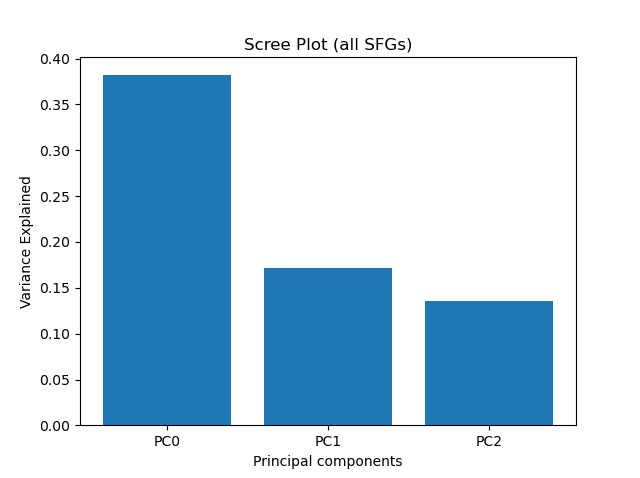 Scree Plot (all SFGs)
0.40
0.35
0.30
0.25
0.20
0.15
0.10
0.05
0.00
Variance Explained
PC0 PC1 PC2
Principal components